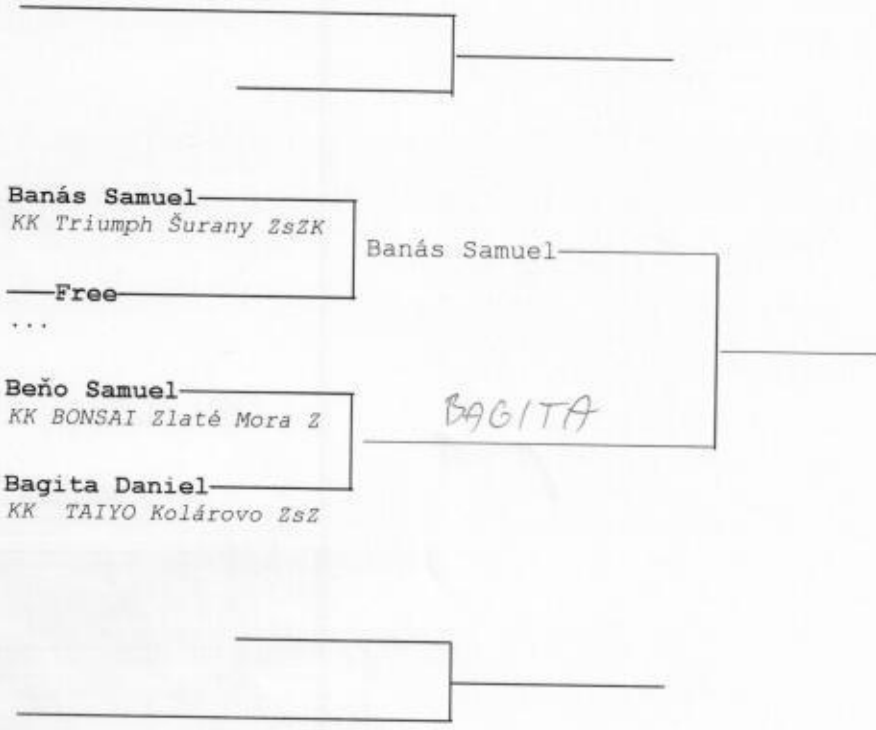 Banás Samuel
KK Triumph Šurany ZsZK
Banás Samuel
Free
...
Beňo Samuel
KK BONSAI Zlaté Mora Z
BAGITA
Bagita Daniel
KK TAIYO Kolárovo ZsZ